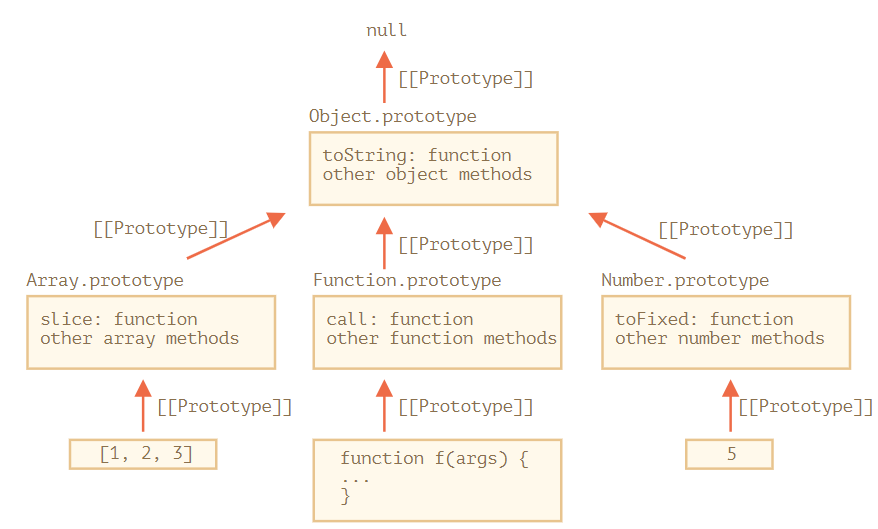 null
[[Prototype]]
Object.prototype
toString: function
other object methods
[[Prototype]]
[[Prototype]]
[[Prototype]]
Array.prototype
Function.prototype
Number.prototype
slice: function
other array methods
call: function
other function methods
toFixed: function
other number methods
[[Prototype]]
[[Prototype]]
[[Prototype]]
[1, 2, 3]
function f(args) {
...
}
5